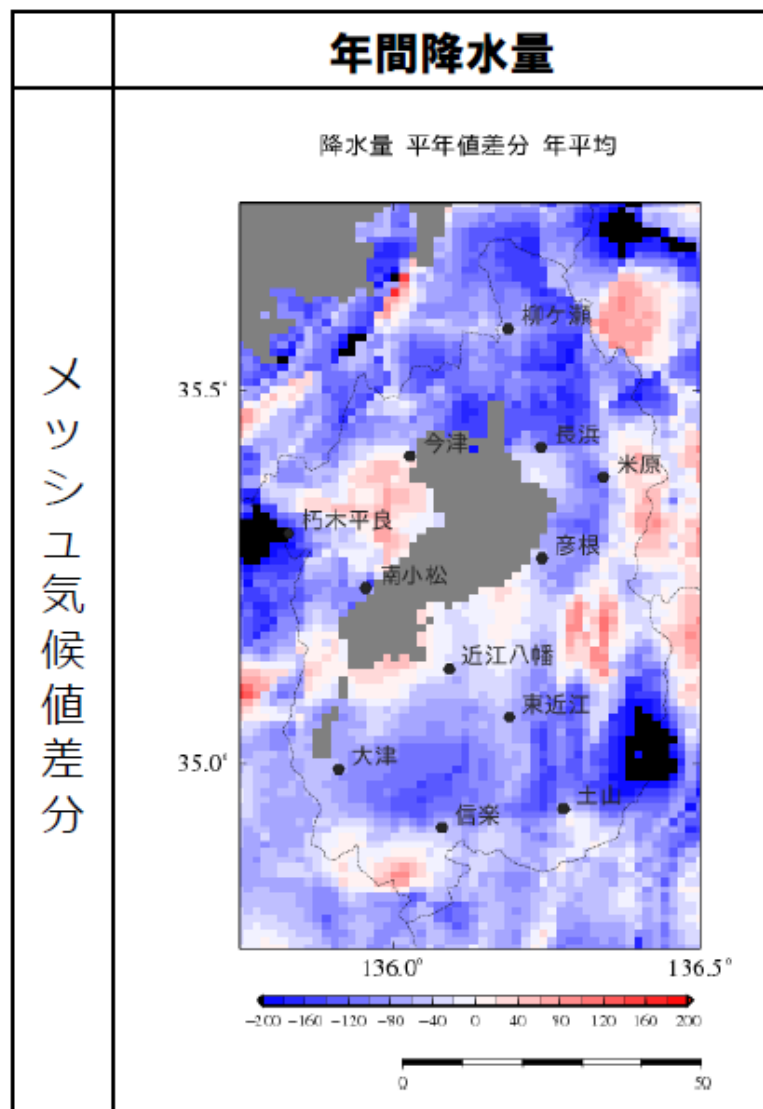 年間降水量
メッシュ気候値差分
降水量 平年値差分 年平均
柳ケ瀬
35.5°
今津
長浜
米原
朽木平良
彦根
南小松
近江八幡
東近江
35.0°
大津
土山
信楽
136.0°
136.5°
-200 -160 -120 -80 -40 0 40 80 120 160 200
0 50